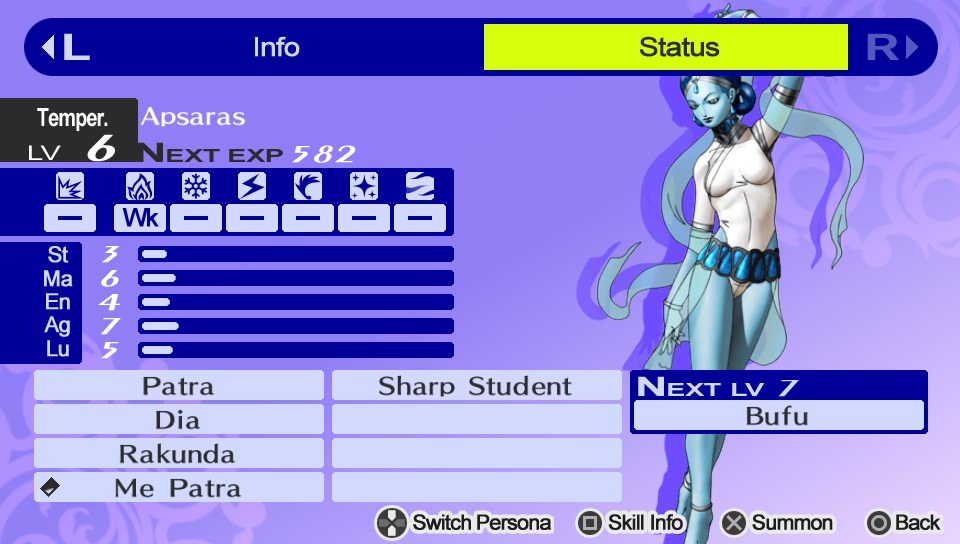 L Info Status R
Temper. Apsaras
LV 6 NEXT EXP 582
— Wk — — — — —
St 3
Ma 6
En 4
Ag 7
Lu 5
Patra Sharp Student NEXT LV 7
Dia Bufu
Rakunda
Me Patra
Switch Persona Skill Info Summon Back